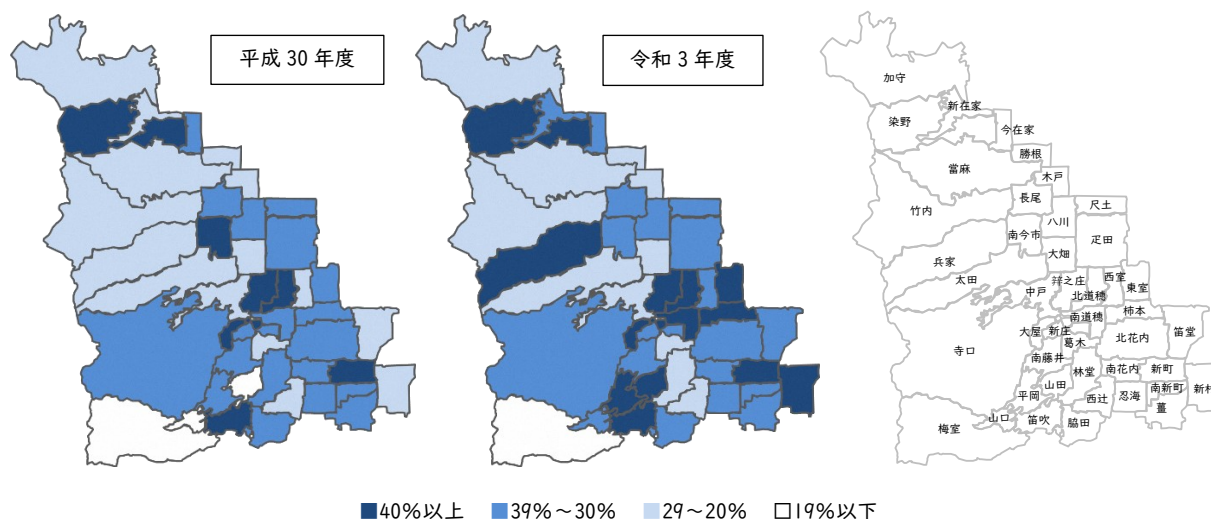 平成 30 年度
令和 3 年度
加守
新在家
染野
今在家
勝根
當麻
木戸
長尾
尺土
竹内
八川
南今市
疋田
大畑
兵家
太田
西室
辨之庄
東室
中戸
北道穂
柿本
南道穂
笛堂
大屋
新庄
北花内
葛木
寺口
南藤井
林堂
南花内
新町
山田
南新町
新村
平岡
西辻
忍海
薑
山口
笛吹
脇田
梅室
■40%以上 ■39%～30% ■29～20% □19%以下